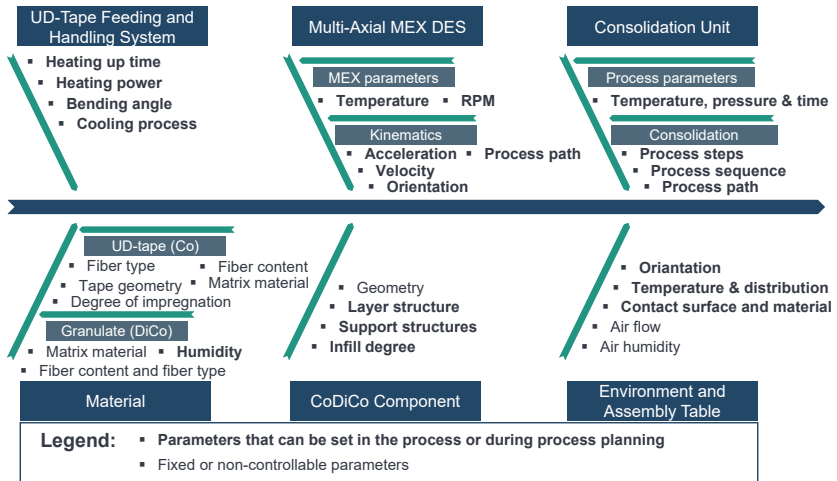 UD-Tape Feeding and
Handling System
▪ Heating up time
▪ Heating power
▪ Bending angle
▪ Cooling process
Multi-Axial MEX DES
MEX parameters
▪ Temperature ▪ RPM
Kinematics
▪ Acceleration ▪ Process path
▪ Velocity
▪ Orientation
Consolidation Unit
Process parameters
▪ Temperature, pressure & time
Consolidation
▪ Process steps
▪ Process sequence
▪ Process path
UD-tape (Co)
▪ Fiber type ▪ Fiber content
▪ Tape geometry ▪ Matrix material
▪ Degree of impregnation
Granulate (DiCo)
▪ Matrix material ▪ Humidity
▪ Fiber content and fiber type
Material
▪ Geometry
▪ Layer structure
▪ Support structures
▪ Infill degree
CoDiCo Component
▪ Oriantation
▪ Temperature & distribution
▪ Contact surface and material
▪ Air flow
▪ Air humidity
Environment and
Assembly Table
Legend: ▪ Parameters that can be set in the process or during process planning
▪ Fixed or non-controllable parameters